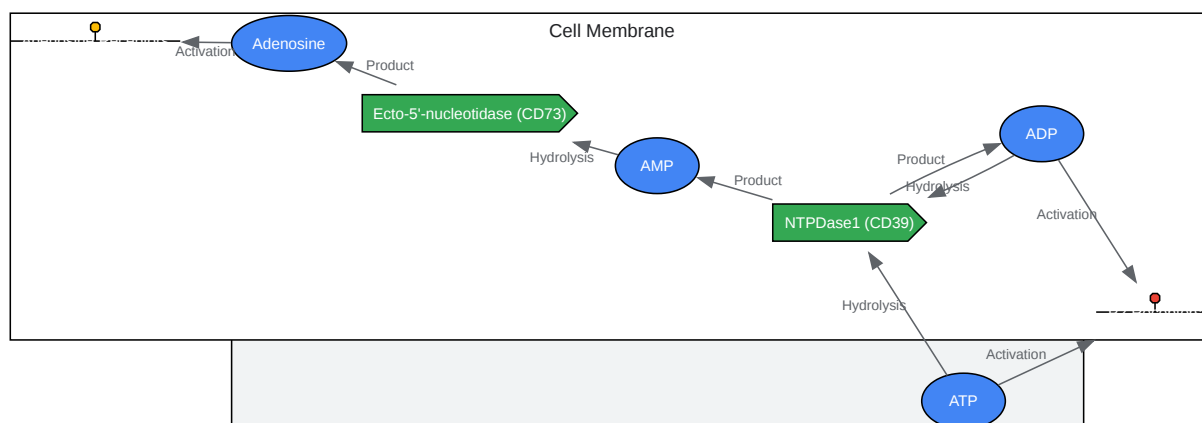 Cell Membrane
Adenosine
Activation
Product
Ecto-5'-nucleotidase (CD73)
ADP
Hydrolysis
AMP
Product
Hydrolysis
Product
NTPDase1 (CD39)
Activation
Hydrolysis
Activation
ATP